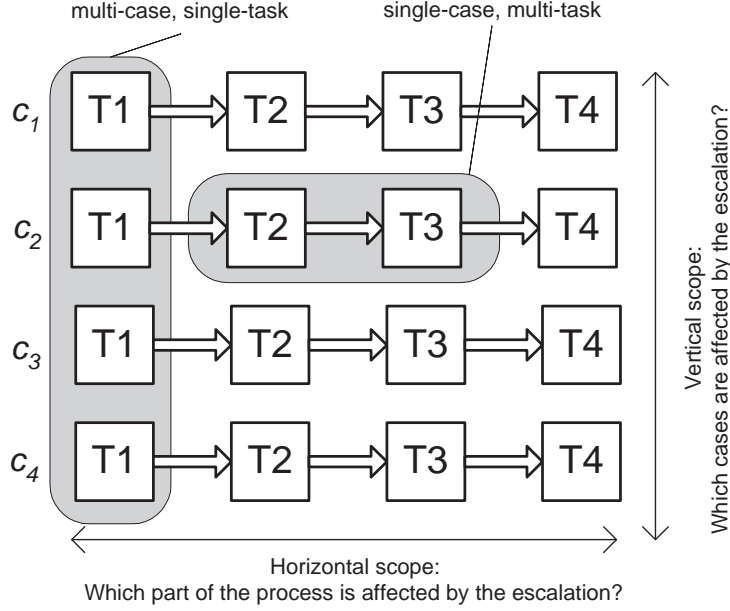 multi-case, single-task
single-case, multi-task
c1 T1 T2 T3 T4
c2 T1 T2 T3 T4
c3 T1 T2 T3 T4
c4 T1 T2 T3 T4
Vertical scope:
Which cases are affected by the escalation?
Horizontal scope:
Which part of the process is affected by the escalation?